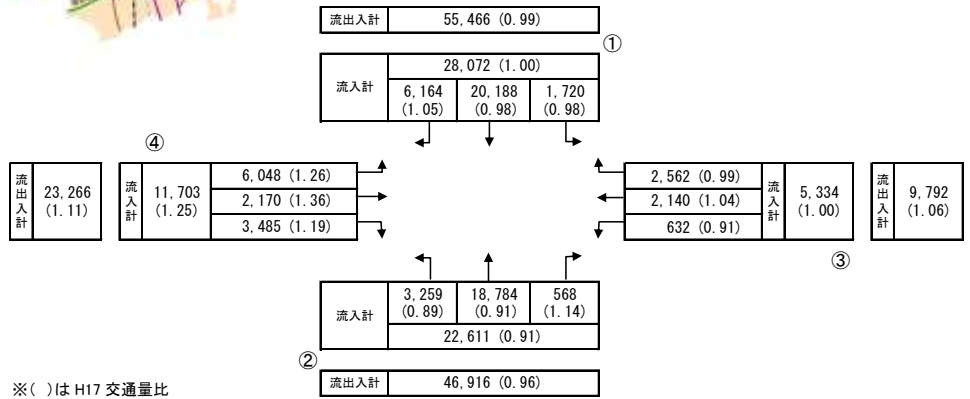 流出入計 55,466 (0.99)
①
流入計 28,072 (1.00)
6,164 (1.05) 20,188 (0.98) 1,720 (0.98)
④
流出入計 23,266 (1.11)
流入計 11,703 (1.25)
6,048 (1.26)
2,170 (1.36)
3,485 (1.19)
2,562 (0.99)
2,140 (1.04)
632 (0.91)
流入計 5,334 (1.00)
流出入計 9,792 (1.06)
③
流入計
3,259 (0.89) 18,784 (0.91) 568 (1.14)
22,611 (0.91)
②
流出入計 46,916 (0.96)
※( )は H17 交通量比